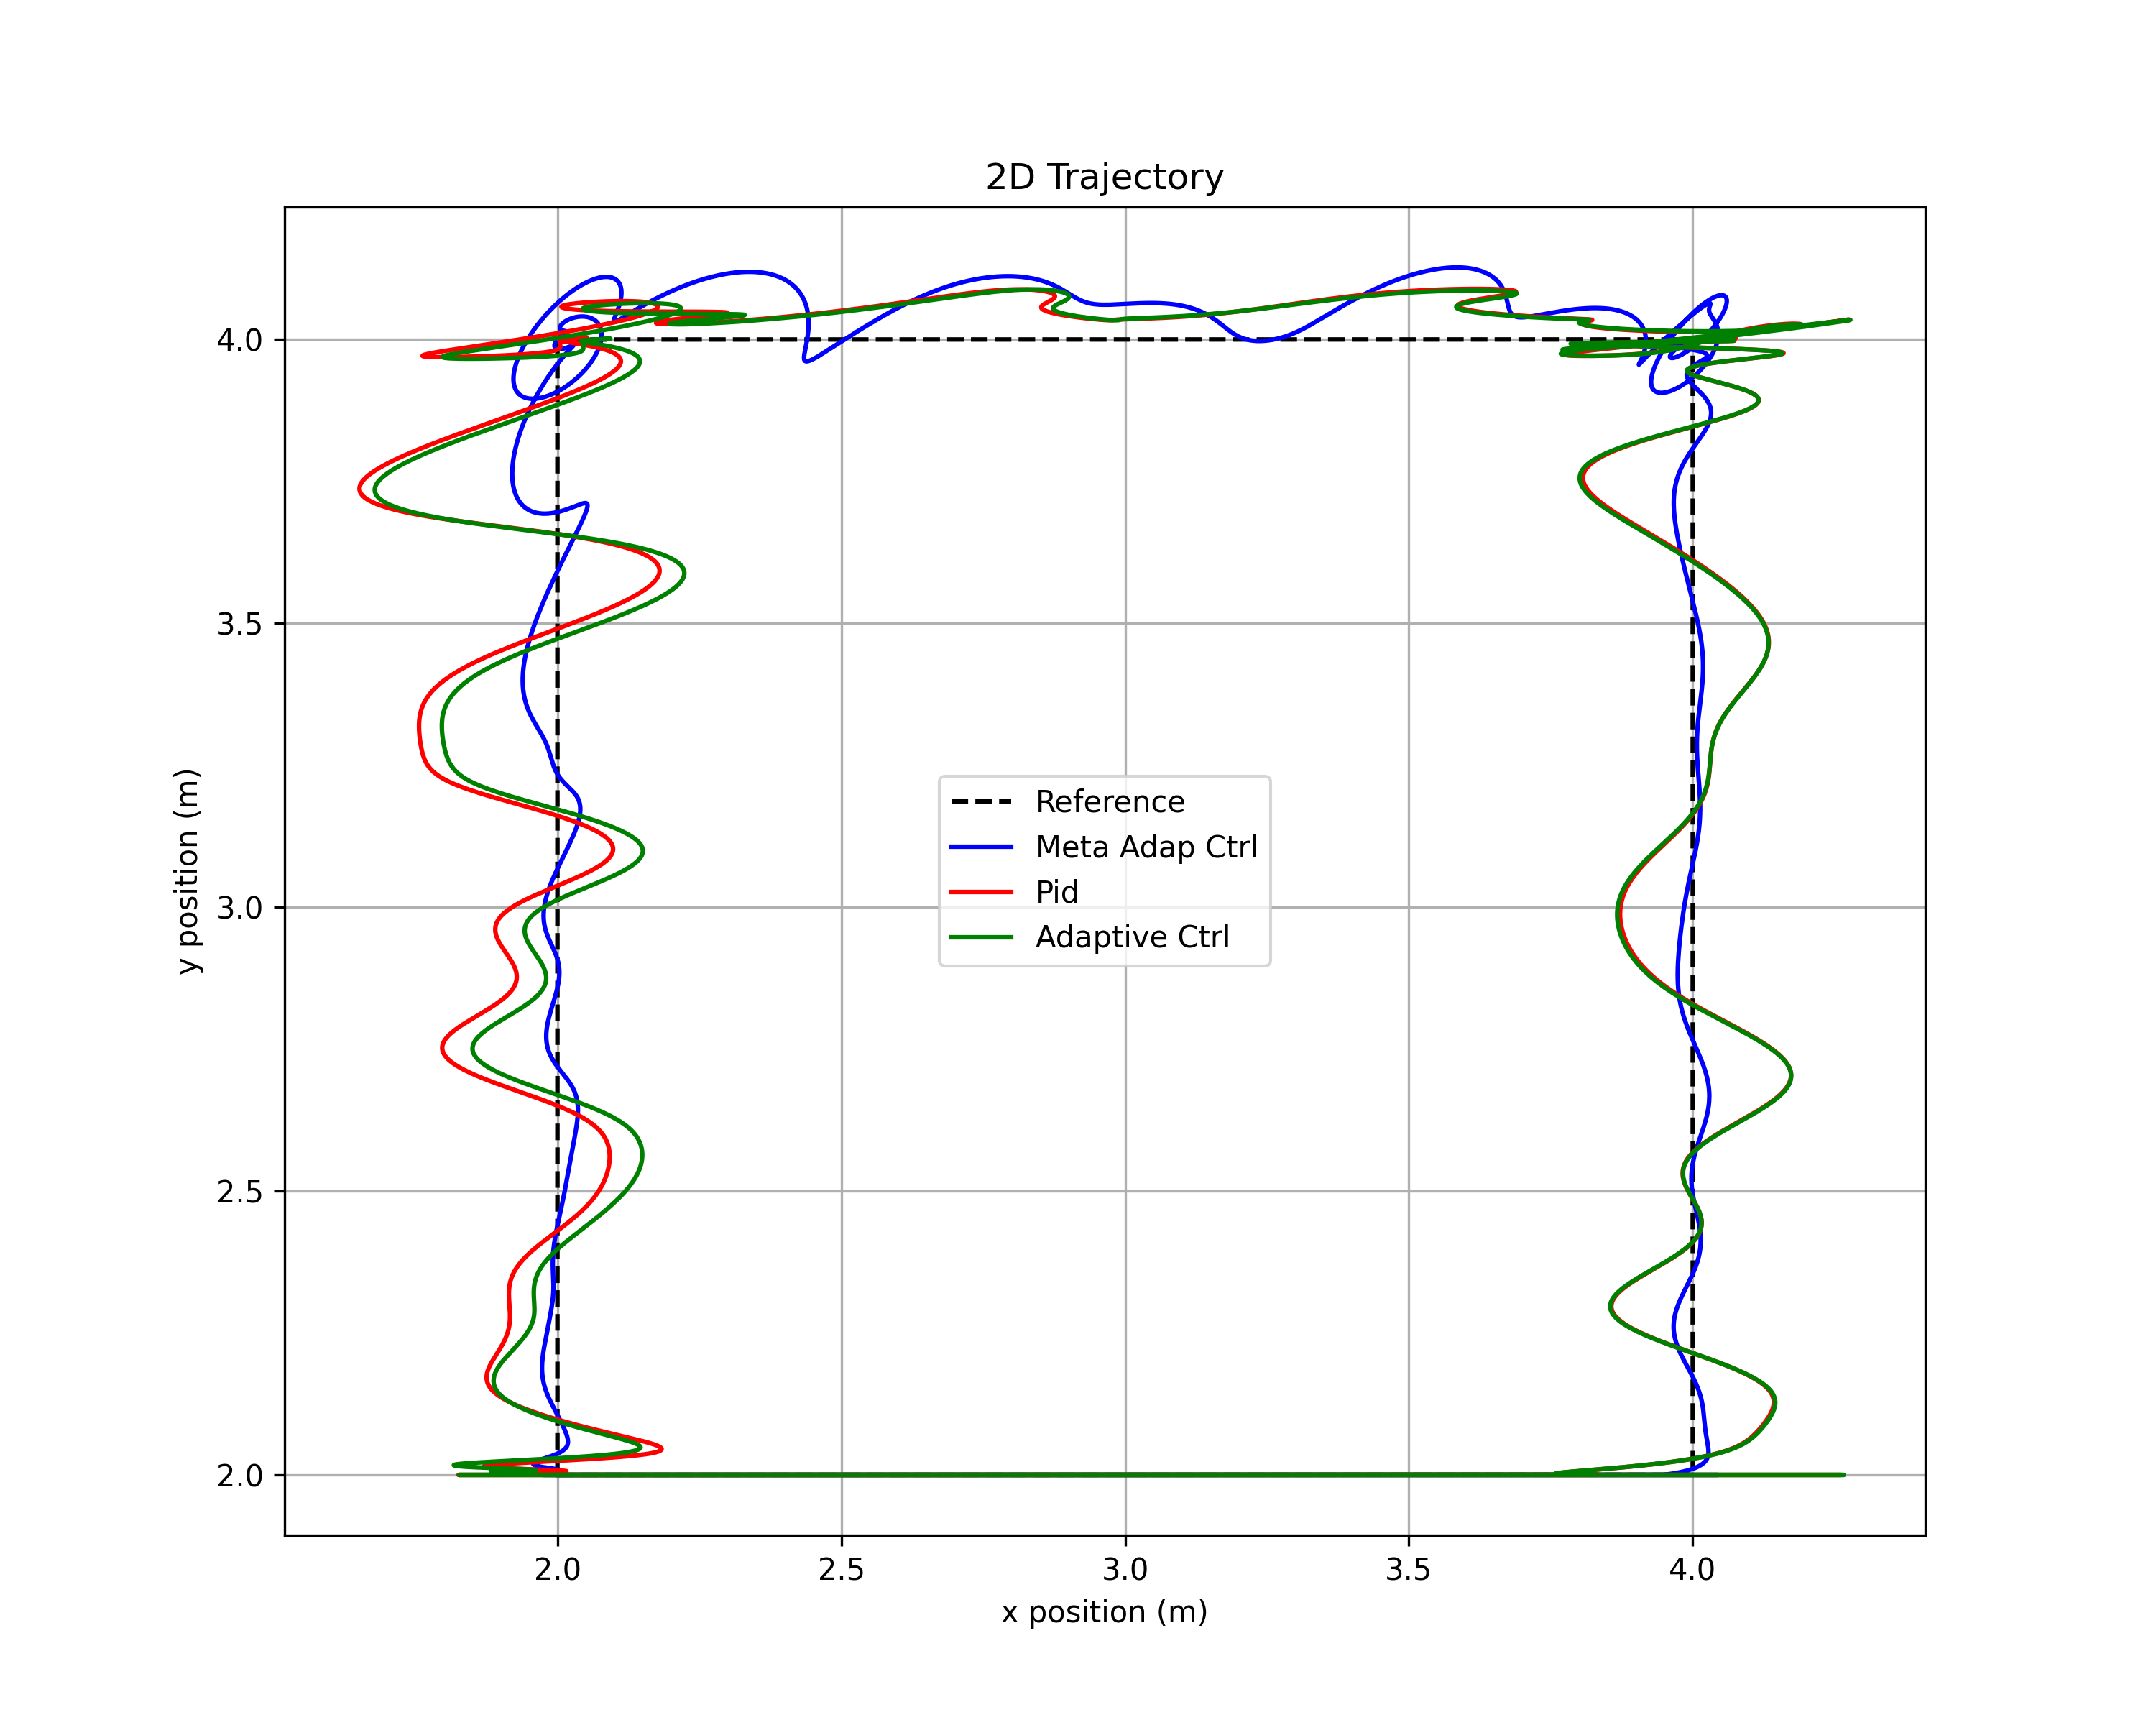 2D Trajectory
y position (m)
4.0
3.5
3.0
2.5
2.0
Reference
Meta Adap Ctrl
Pid
Adaptive Ctrl
2.0 2.5 3.0 3.5 4.0
x position (m)